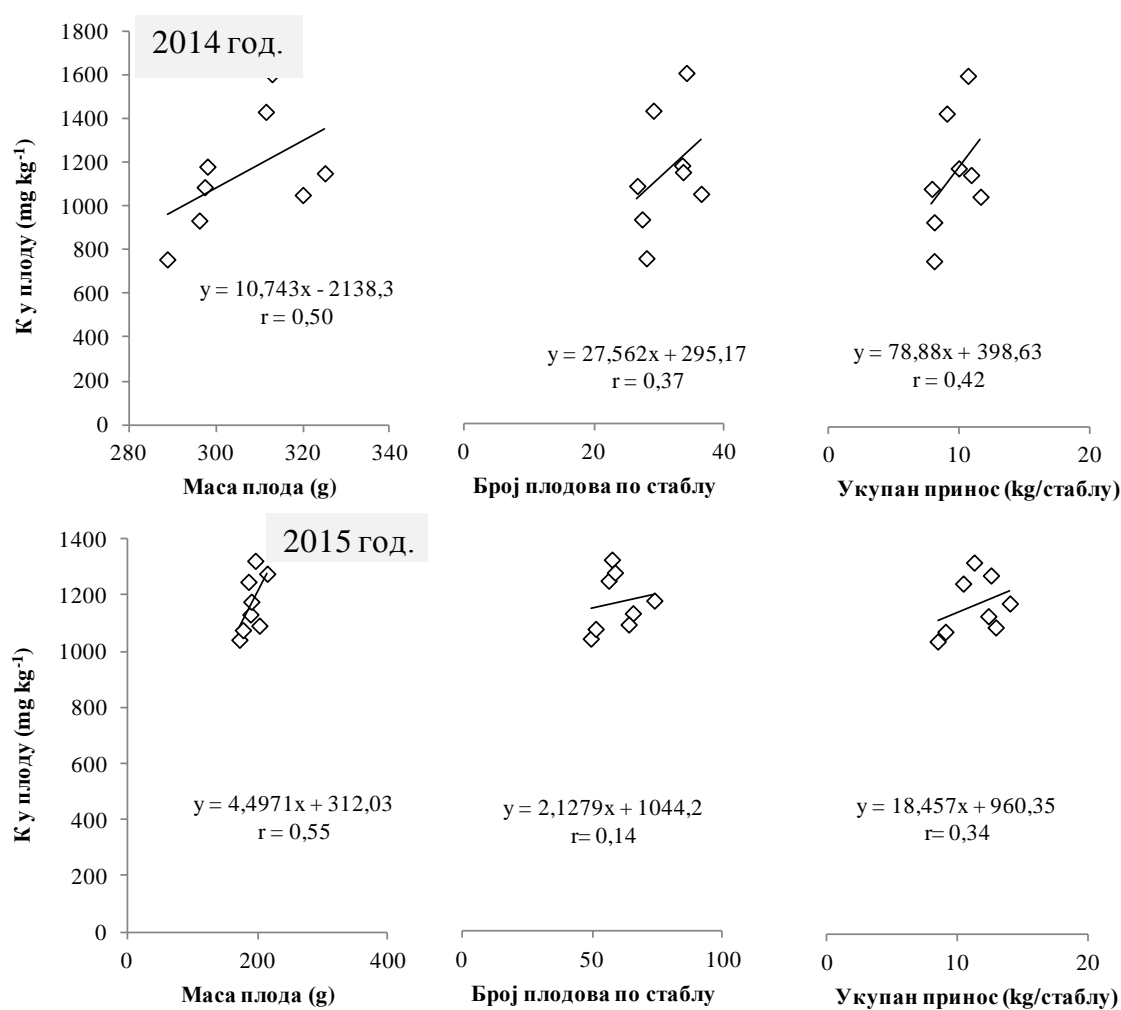 2014 год.
1800
1600
1400
1200
1000
800
600
400
200
0
К у плоду (mg kg-1)
y = 10,743x - 2138,3
r = 0,50
280 300 320 340
Маса плода (g)
y = 27,562x + 295,17
r = 0,37
0 20 40
Број плодова по стаблу
y = 78,88x + 398,63
r = 0,42
0 10 20
Укупан принос (kg/стаблу)
2015 год.
1400
1200
1000
800
600
400
200
0
К у плоду (mg kg-1)
y = 4,4971x + 312,03
r = 0,55
0 200 400
Маса плода (g)
y = 2,1279x + 1044,2
r= 0,14
0 50 100
Број плодова по стаблу
y = 18,457x + 960,35
r= 0,34
0 10 20
Укупан принос (kg/стаблу)